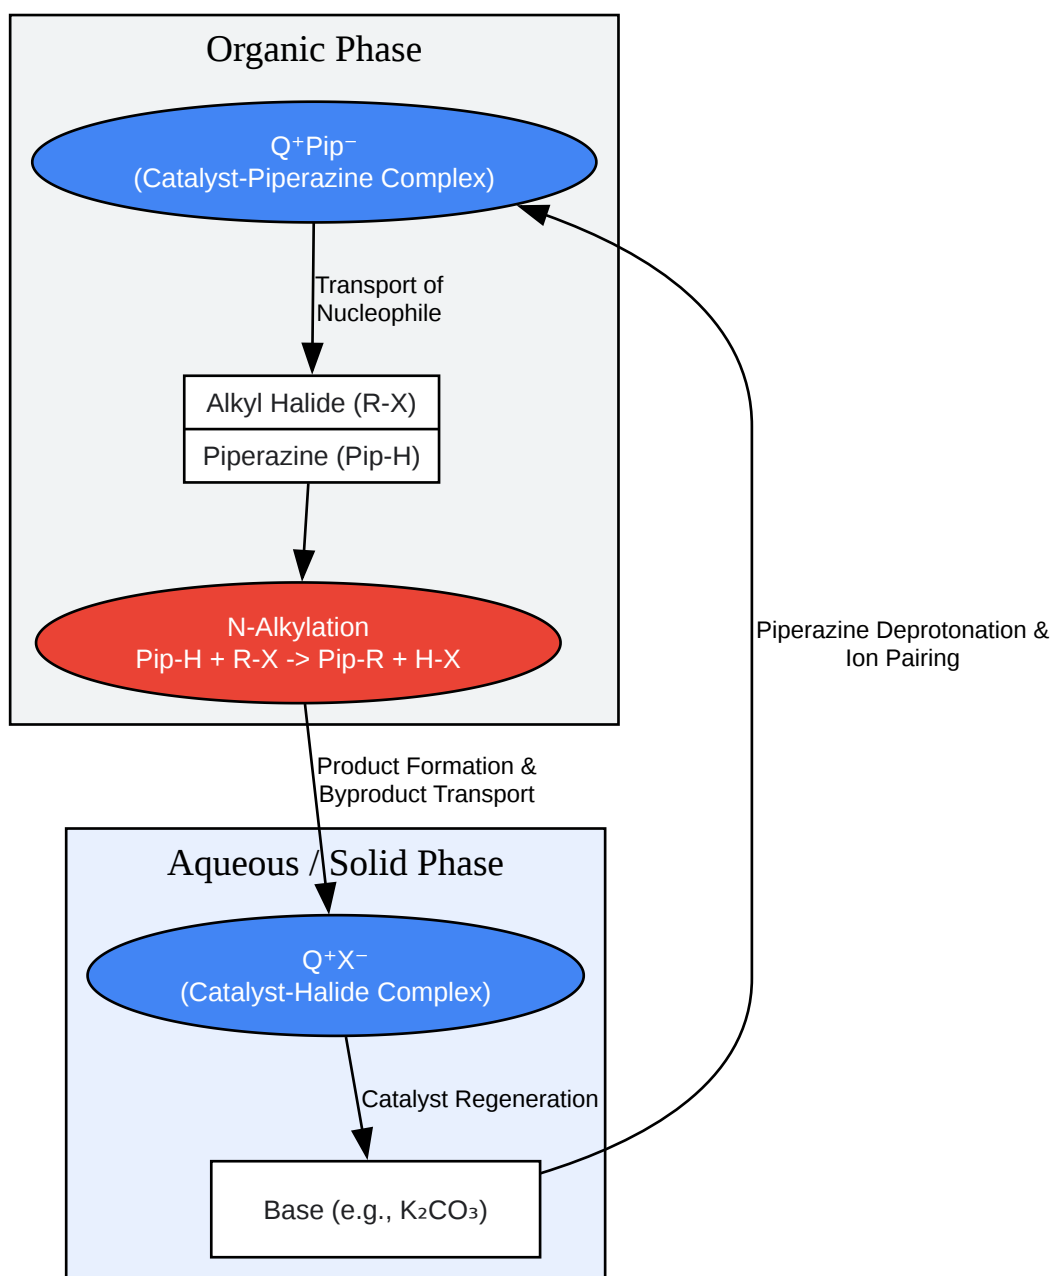 Organic Phase
Q⁺Pip⁻
(Catalyst-Piperazine Complex)
Transport of
Nucleophile
Alkyl Halide (R-X)
Piperazine (Pip-H)
N-Alkylation
Pip-H + R-X -> Pip-R + H-X
Piperazine Deprotonation &
Ion Pairing
Product Formation &
Byproduct Transport
Aqueous / Solid Phase
Q⁺X⁻
(Catalyst-Halide Complex)
Catalyst Regeneration
Base (e.g., K₂CO₃)